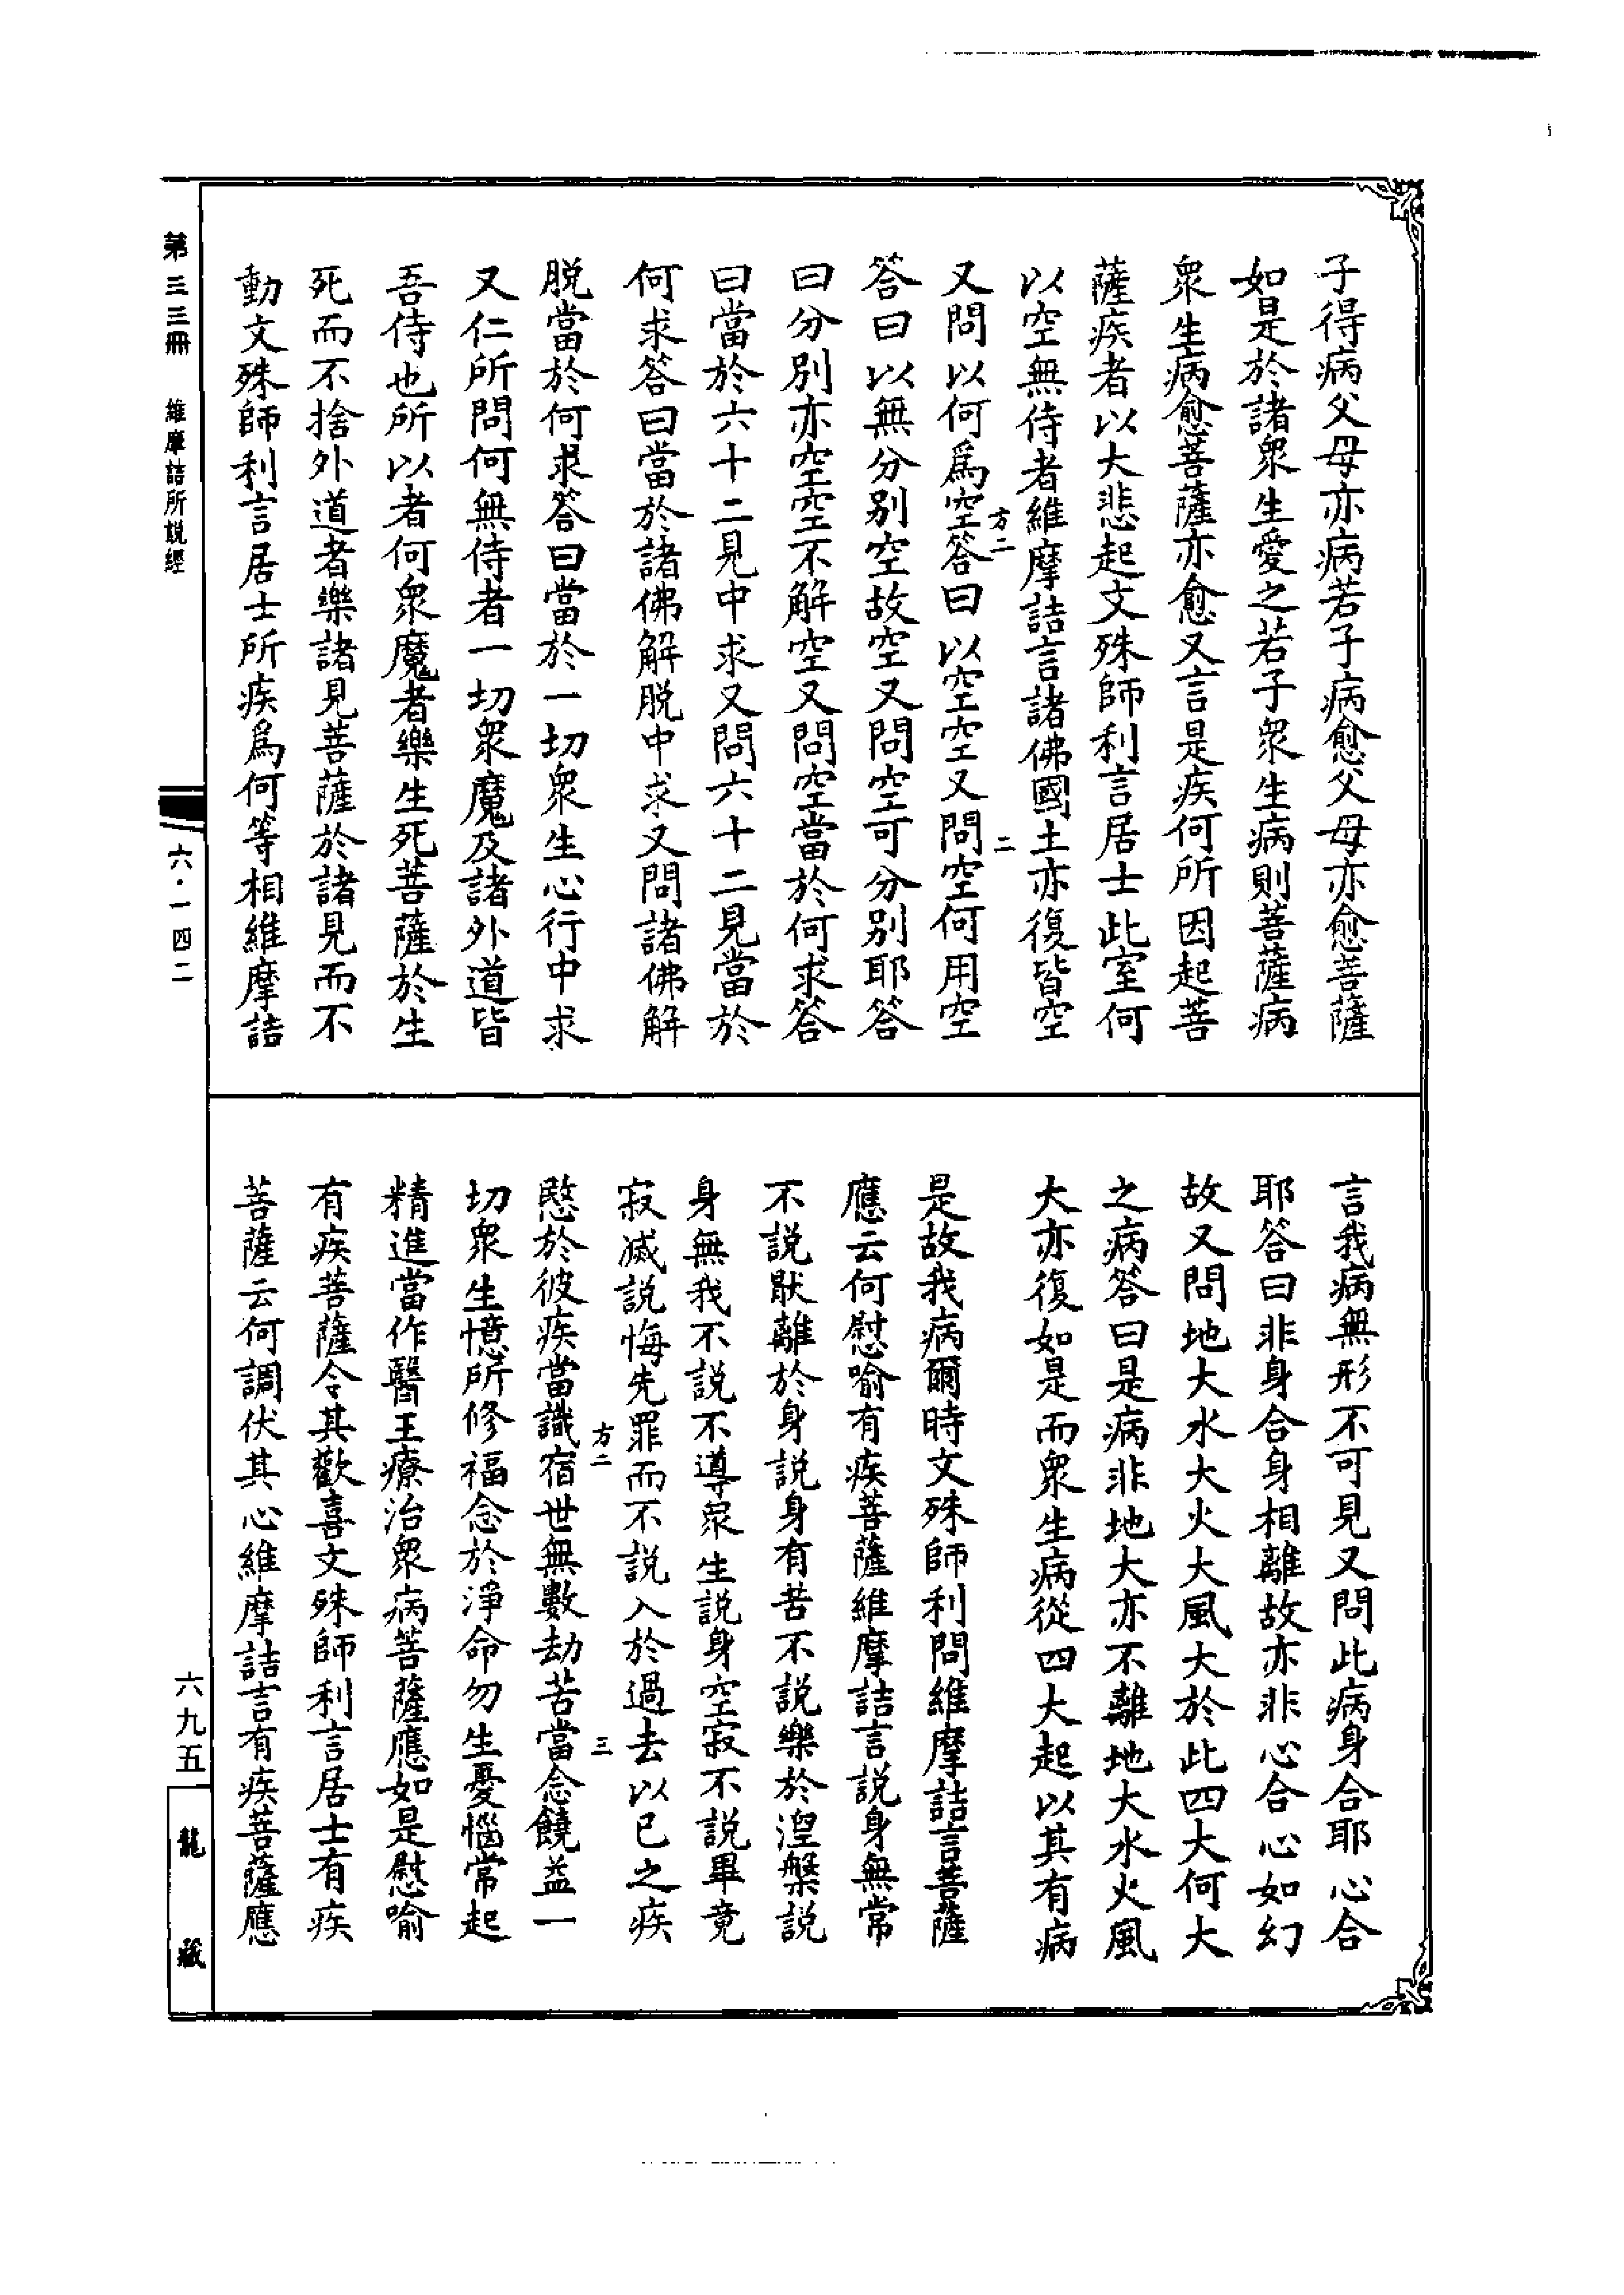 子得病父母亦病若子病愈父母亦愈菩薩
如是於諸衆生愛之若子衆生病則菩薩病
衆生病愈菩薩亦愈又言是疾何所因起菩
薩疾者以大悲起文殊師利言居士此室何
以空無侍者維摩詰言諸佛國土亦復皆空
方二
二
又問以何爲空答曰以空空又問空何用空
答曰以無分别空故空又問空可分别耶答
曰分别亦空空不解空又問空當於何求答
曰當於六十二見中求又問六十二見當於
何求答曰當於諸佛解脱中求又問諸佛解
脱當於何求答曰當於一切衆生心行中求
又仁所問何無侍者一切衆魔及諸外道皆
吾侍也所以者何衆魔者樂生死菩薩於生
死而不捨外道者樂諸見菩薩於諸見而不
動文殊師利言居士所疾爲何等相維摩詰
言我病無形不可見又問此病身合耶心合
耶答曰非身合身相離故亦非心合心如幻
故又問地大水大火大風大於此四大何大
之病答曰是病非地大亦不離地大水火風
大亦復如是而衆生病從四大起以其有病
是故我病爾時文殊師利問維摩詰言菩薩
應云何慰喻有疾菩薩維摩詰言説身無常
不説猒離於身説身有苦不説樂於涅槃説
身無我不説不導衆生説身空寂不説畢竟
寂滅説悔先罪而不説入於過去以已之疾
方二
三
愍於彼疾當識宿世無數劫苦當念饒益一
切衆生憶所修福念於淨命勿生憂惱常起
精進當作醫王療治衆病菩薩應如是慰喻
有疾菩薩令其歡喜文殊師利言居士有疾
菩薩云何調伏其心維摩詰言有疾菩薩應
第三三冊 維摩詰所説經
六·一四二
六九五
龍藏